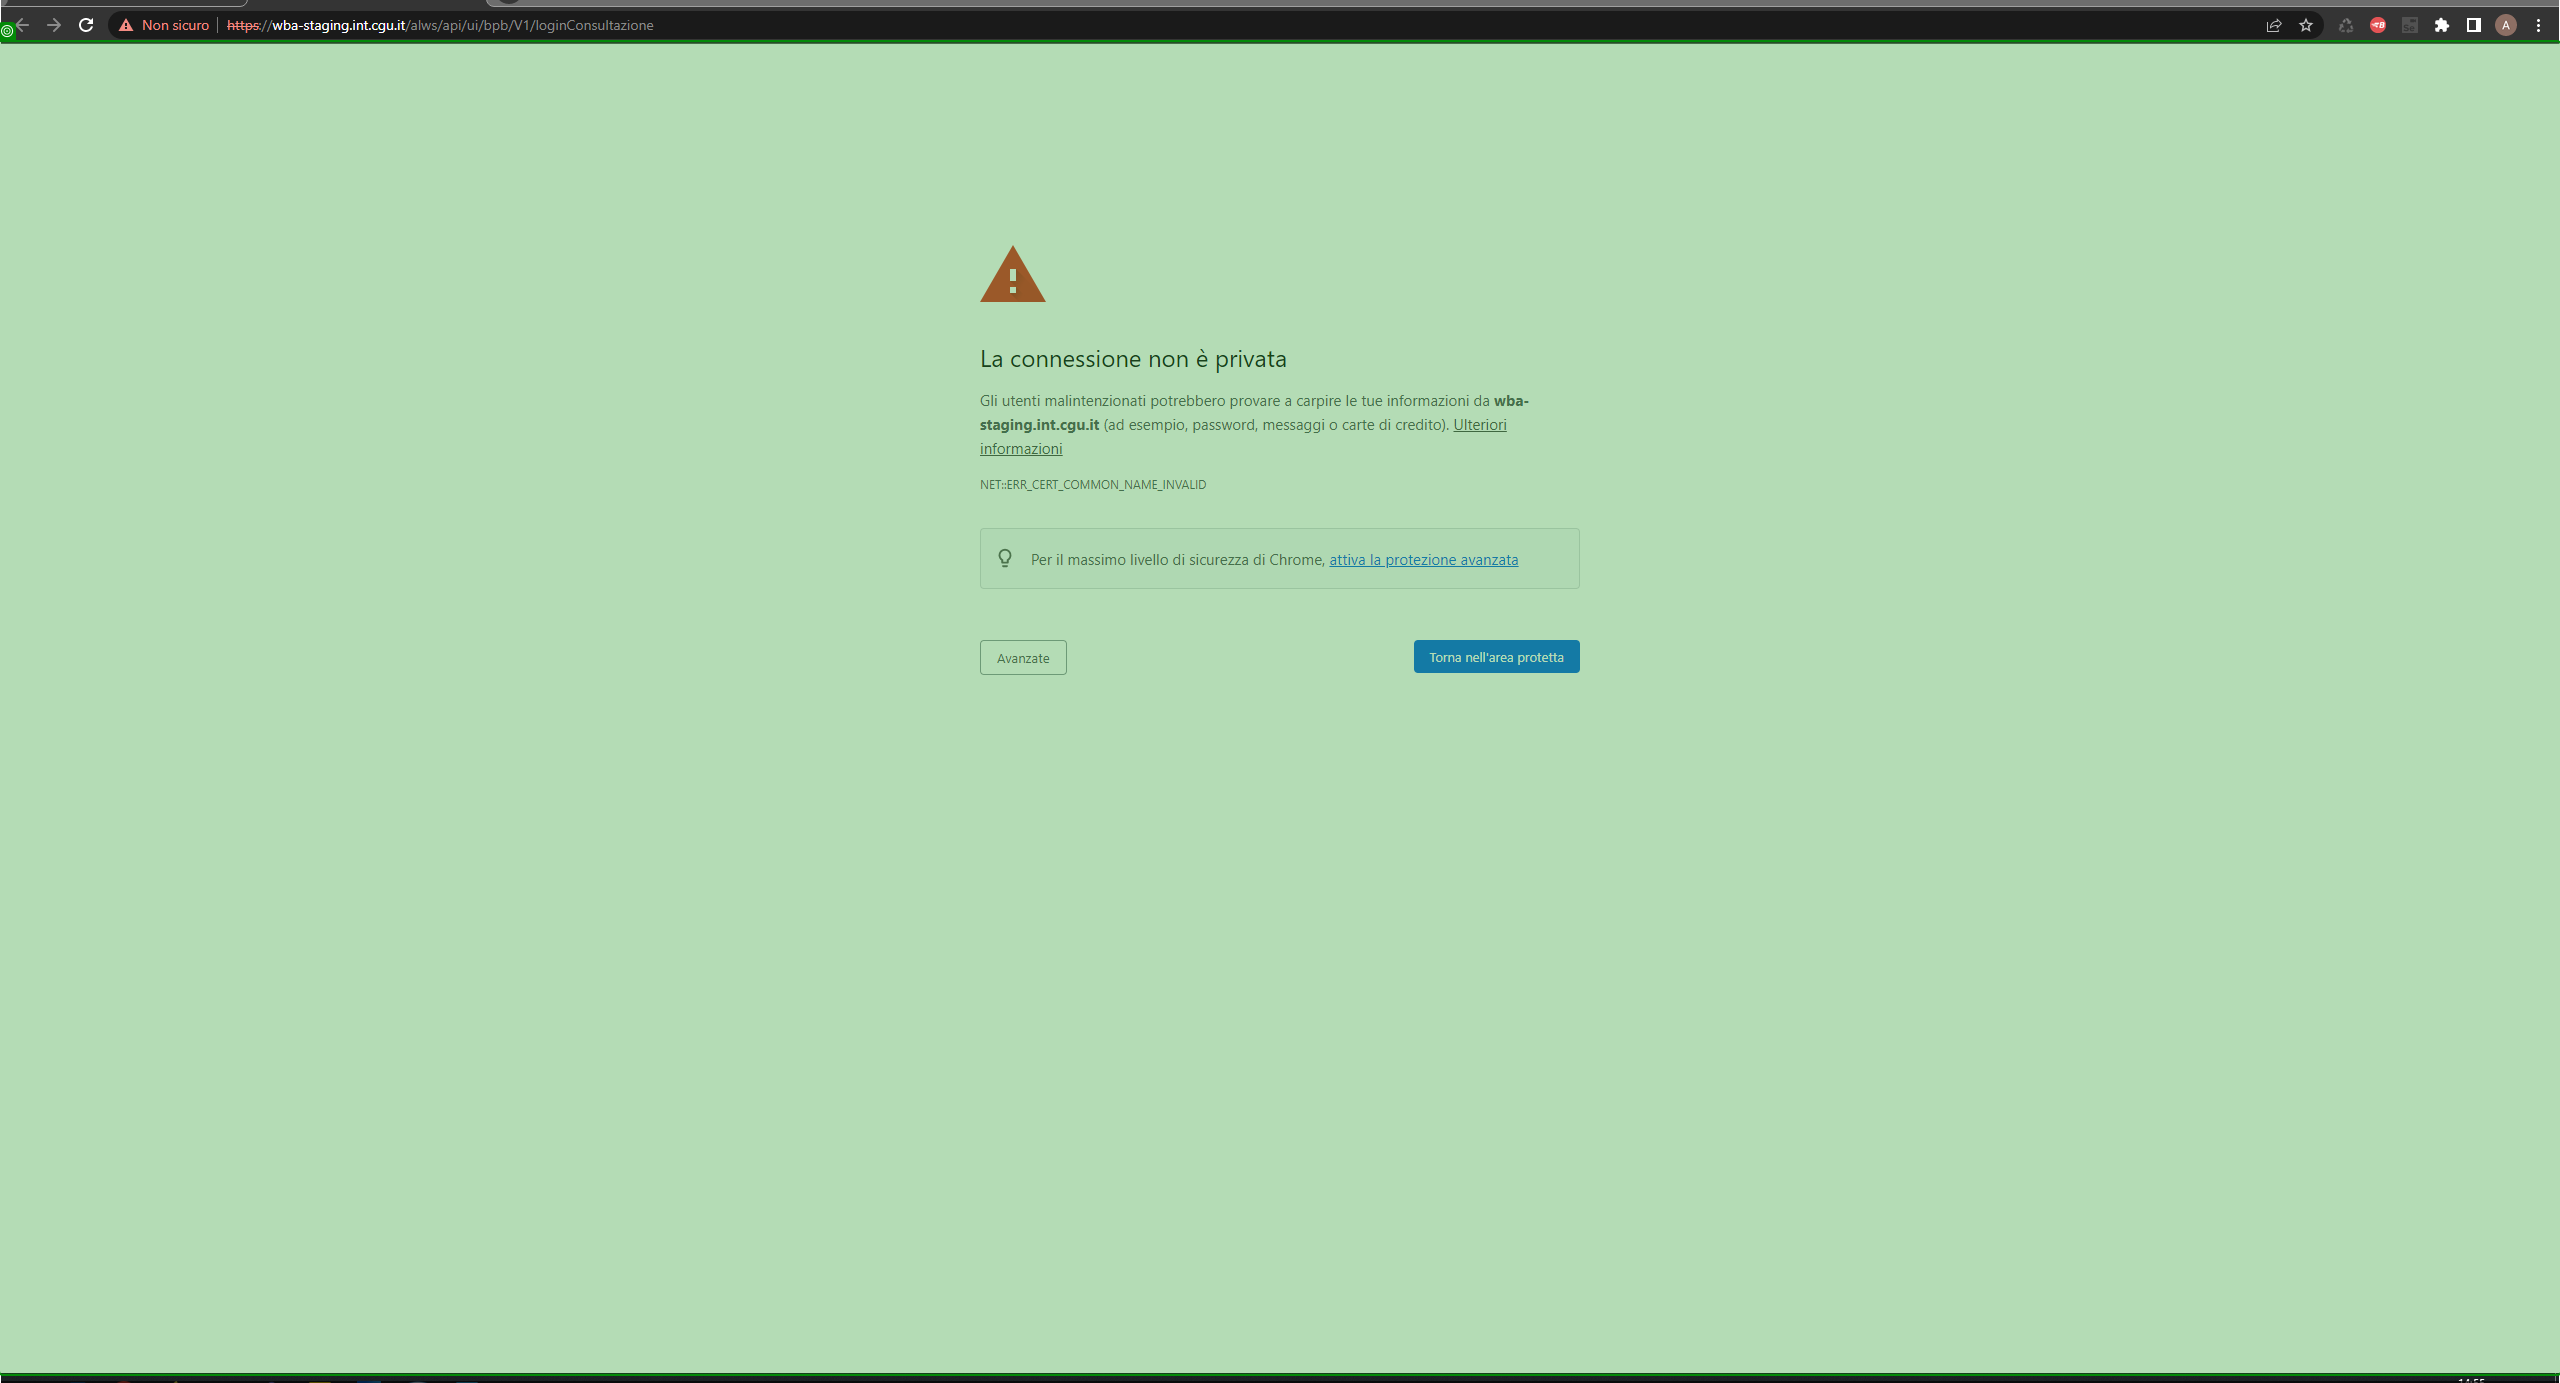 Non sicuro | https://wba-staging.int.cgu.it/alws/api/ui/bpb/V1/loginConsultazione
A
La connessione non è privata
Gli utenti malintenzionati potrebbero provare a carpire le tue informazioni da wba-
staging.int.cgu.it (ad esempio, password, messaggi o carte di credito). Ulteriori
informazioni
NET::ERR_CERT_COMMON_NAME_INVALID
Per il massimo livello di sicurezza di Chrome, attiva la protezione avanzata
Avanzate
Torna nell'area protetta